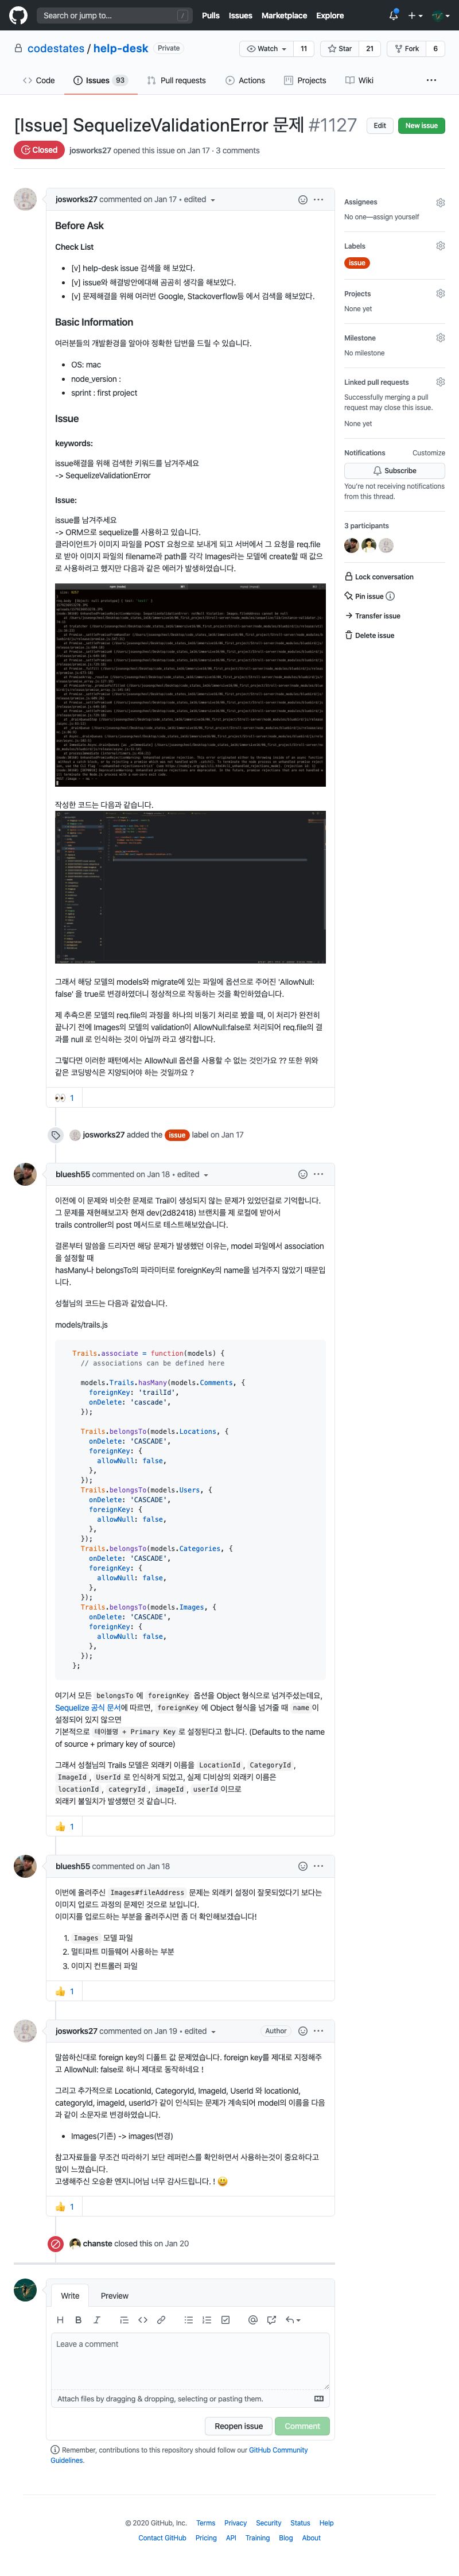 Search or jump to...
/
Pulls Issues Marketplace Explore
codestates / help-desk Private
Watch 11 Star 21 Fork 6
Code Issues 93 Pull requests Actions Projects Wiki
[Issue] SequelizeValidationError 문제 #1127
Edit New issue
Closed josworks27 opened this issue on Jan 17 · 3 comments
josworks27 commented on Jan 17 • edited
Before Ask
Check List
• [v] help-desk issue 검색을 해 보았다.
• [v] issue와 해결방안에대해 곰곰히 생각을 해보았다.
• [v] 문제해결을 위해 여러번 Google, Stackoverflow등 에서 검색을 해보았다.
Basic Information
여러분들의 개발환경을 알아야 정확한 답변을 드릴 수 있습니다.
• OS: mac
• node_version :
• sprint : first project
Issue
keywords:
issue해결을 위해 검색한 키워드를 남겨주세요
-> SequelizeValidationError
Issue:
issue를 남겨주세요
-> ORM으로 sequelize를 사용하고 있습니다.
클라이언트가 이미지 파일을 POST 요청으로 보내게 되고 서버에서 그 요청을 req.file
로 받아 이미지 파일의 filename과 path를 각각 Images라는 모델에 create할 때 값으
로 사용하려고 했지만 다음과 같은 에러가 발생하였습니다.
작성한 코드는 다음과 같습니다.
그래서 해당 모델의 models와 migrate에 있는 파일에 옵션으로 주어진 'AllowNull:
false' 을 true로 변경하였더니 정상적으로 작동하는 것을 확인하였습니다.
제 추측으론 모델의 req.file의 과정을 하나의 비동기 처리로 봤을 때, 이 처리가 완전히
끝나기 전에 Images의 모델의 validation이 AllowNull:false로 처리되어 req.file의 결
과를 null 로 인식하는 것이 아닐까 라고 생각합니다.
그렇다면 이러한 패턴에서는 AllowNull 옵션을 사용할 수 없는 것인가요 ?? 또한 위와
같은 코딩방식은 지양되어야 하는 것일까요 ?
👀 1
josworks27 added the issue label on Jan 17
bluesh55 commented on Jan 18 • edited
이전에 이 문제와 비슷한 문제로 Trail이 생성되지 않는 문제가 있었던걸로 기억합니다.
그 문제를 재현해보고자 현재 dev(2d82418) 브랜치를 제 로컬에 받아서
trails controller의 post 메서드로 테스트해보았습니다.
결론부터 말씀을 드리자면 해당 문제가 발생했던 이유는, model 파일에서 association
을 설정할 때
hasMany나 belongsTo의 파라미터로 foreignKey의 name을 넘겨주지 않았기 때문입
니다.
성철님의 코드는 다음과 같았습니다.
models/trails.js
Trails.associate = function(models) {
// associations can be defined here
models.Trails.hasMany(models.Comments, {
foreignKey: 'trailId',
onDelete: 'cascade',
});
Trails.belongsTo(models.Locations, {
onDelete: 'CASCADE',
foreignKey: {
allowNull: false,
},
});
Trails.belongsTo(models.Users, {
onDelete: 'CASCADE',
foreignKey: {
allowNull: false,
},
});
Trails.belongsTo(models.Categories, {
onDelete: 'CASCADE',
foreignKey: {
allowNull: false,
},
});
Trails.belongsTo(models.Images, {
onDelete: 'CASCADE',
foreignKey: {
allowNull: false,
},
});
};
여기서 모든 belongsTo 에 foreignKey 옵션을 Object 형식으로 넘겨주셨는데요,
Sequelize 공식 문서에 따르면, foreignKey 에 Object 형식을 넘겨줄 때 name 이
설정되어 있지 않으면
기본적으로 테이블명 + Primary Key 로 설정된다고 합니다. (Defaults to the name
of source + primary key of source)
그래서 성철님의 Trails 모델은 외래키 이름을 LocationId , CategoryId ,
ImageId , UserId 로 인식하게 되었고, 실제 디비상의 외래키 이름은
locationId , categryId , imageId , userId 이므로
외래키 불일치가 발생했던 것 같습니다.
👍 1
bluesh55 commented on Jan 18
이번에 올려주신 Images#fileAddress 문제는 외래키 설정이 잘못되었다기 보다는
이미지 업로드 과정의 문제인 것으로 보입니다.
이미지를 업로드하는 부분을 올려주시면 좀 더 확인해보겠습니다!
1. Images 모델 파일
2. 멀티파트 미들웨어 사용하는 부분
3. 이미지 컨트롤러 파일
👍 1
josworks27 commented on Jan 19 • edited Author
말씀하신대로 foreign key의 디폴트 값 문제였습니다. foreign key를 제대로 지정해주
고 AllowNull: false로 하니 제대로 동작하네요 !
그리고 추가적으로 LocationId, CategoryId, ImageId, UserId 와 locationId,
categoryId, imageId, userId가 같이 인식되는 문제가 계속되어 model의 이름을 다음
과 같이 소문자로 변경하였습니다.
• Images(기존) -> images(변경)
참고자료들을 무조건 따라하기 보단 레퍼런스를 확인하면서 사용하는것이 중요하다고
많이 느꼈습니다.
고생해주신 오승환 엔지니어님 너무 감사드립니다. ! 😀
👍 1
chanste closed this on Jan 20
Write Preview
Leave a comment
Attach files by dragging & dropping, selecting or pasting them.
Reopen issue Comment
Remember, contributions to this repository should follow our GitHub Community
Guidelines.
Assignees
No one—assign yourself
Labels
issue
Projects
None yet
Milestone
No milestone
Linked pull requests
Successfully merging a pull
request may close this issue.
None yet
Notifications Customize
Subscribe
You're not receiving notifications
from this thread.
3 participants
Lock conversation
Pin issue
Transfer issue
Delete issue
© 2020 GitHub, Inc. Terms Privacy Security Status Help
Contact GitHub Pricing API Training Blog About